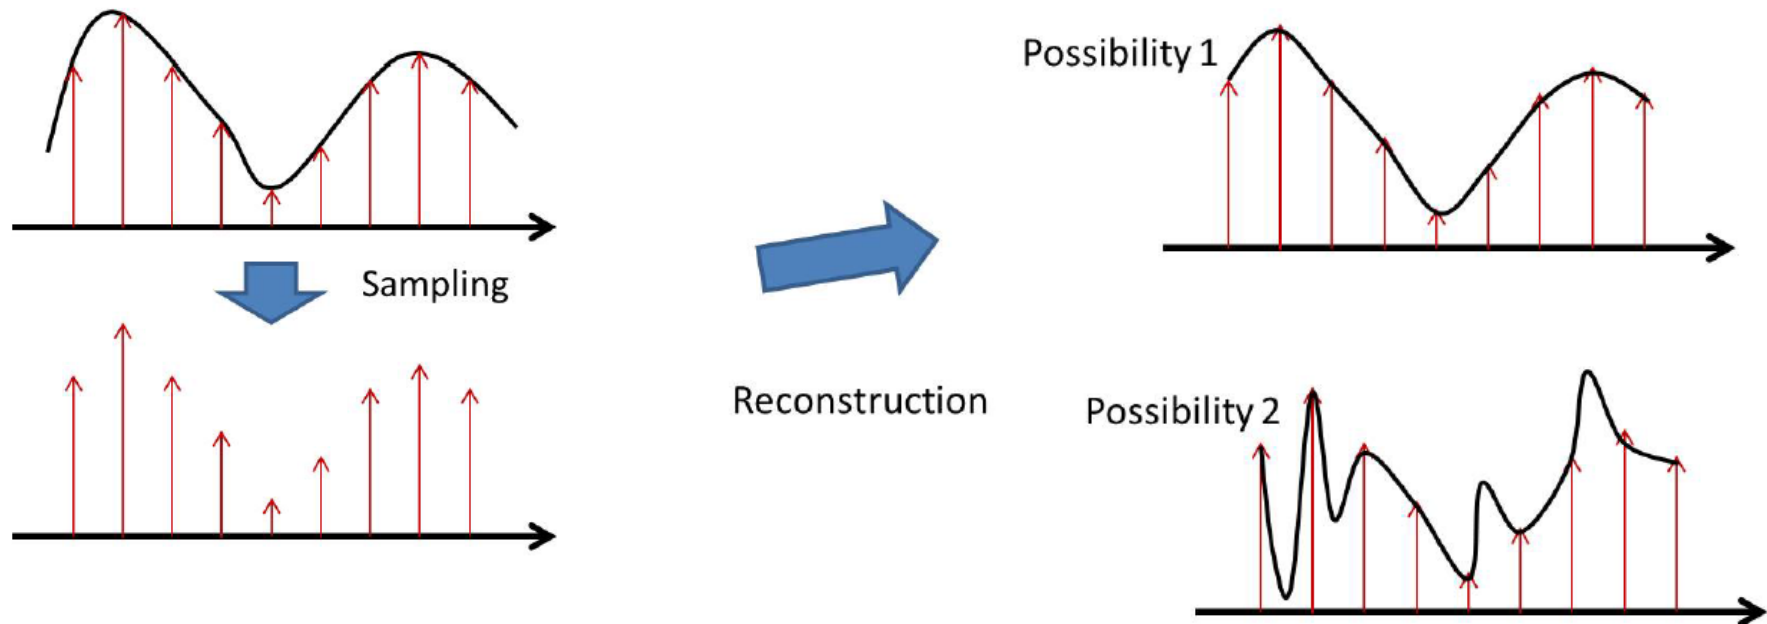 Sampling
Reconstruction
Possibility 1
Possibility 2